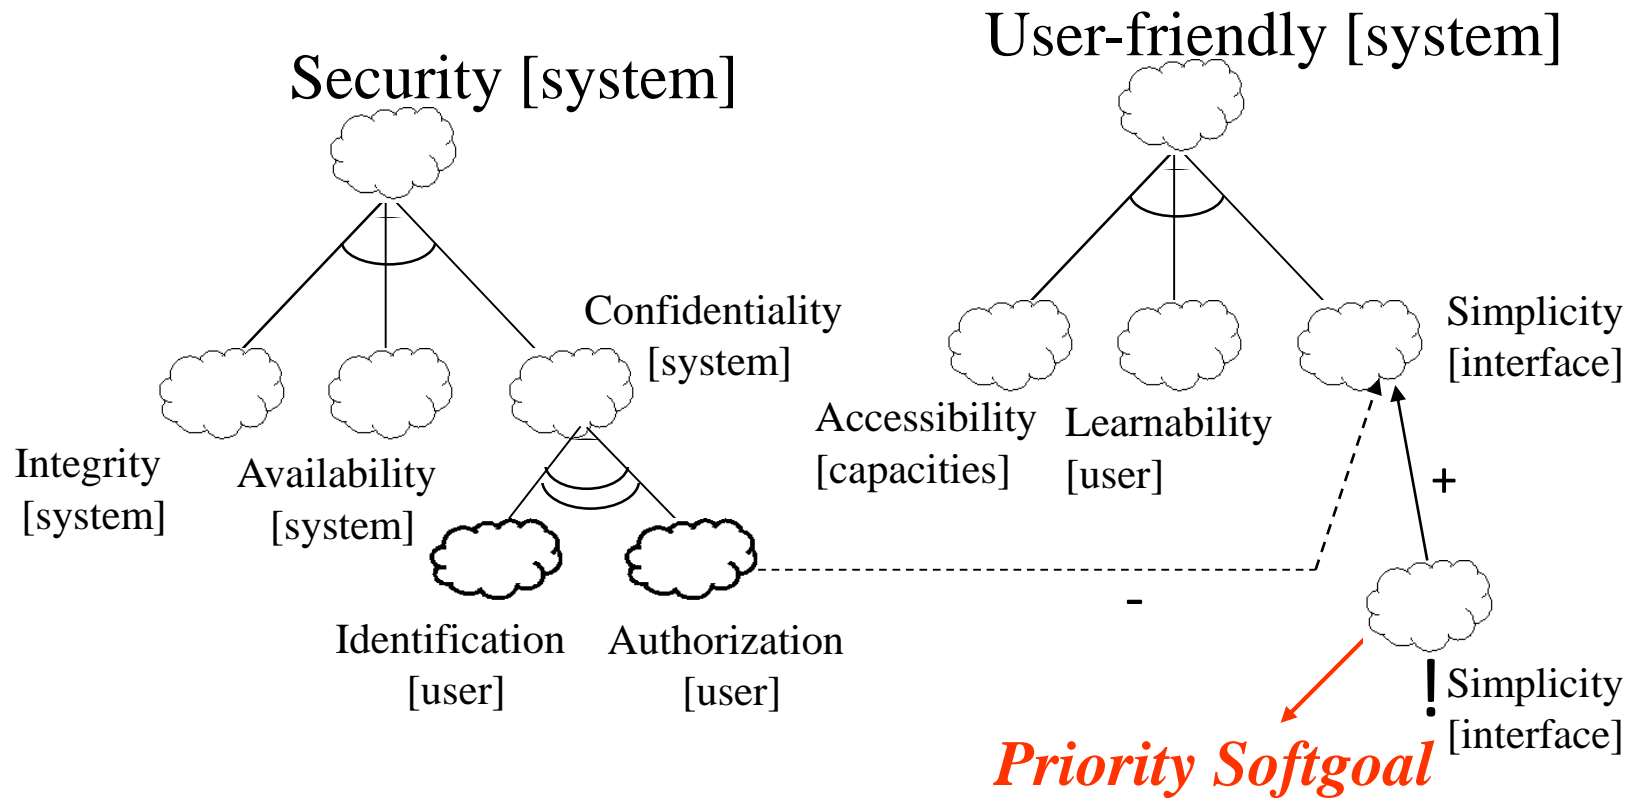 User-friendly [system]
Security [system]
Confidentiality
[system]
Simplicity
[interface]
Accessibility
[capacities]
Learnability
[user]
Integrity
[system]
Availability
[system]
+
-
Identification
[user]
Authorization
[user]
! Simplicity
[interface]
Priority Softgoal